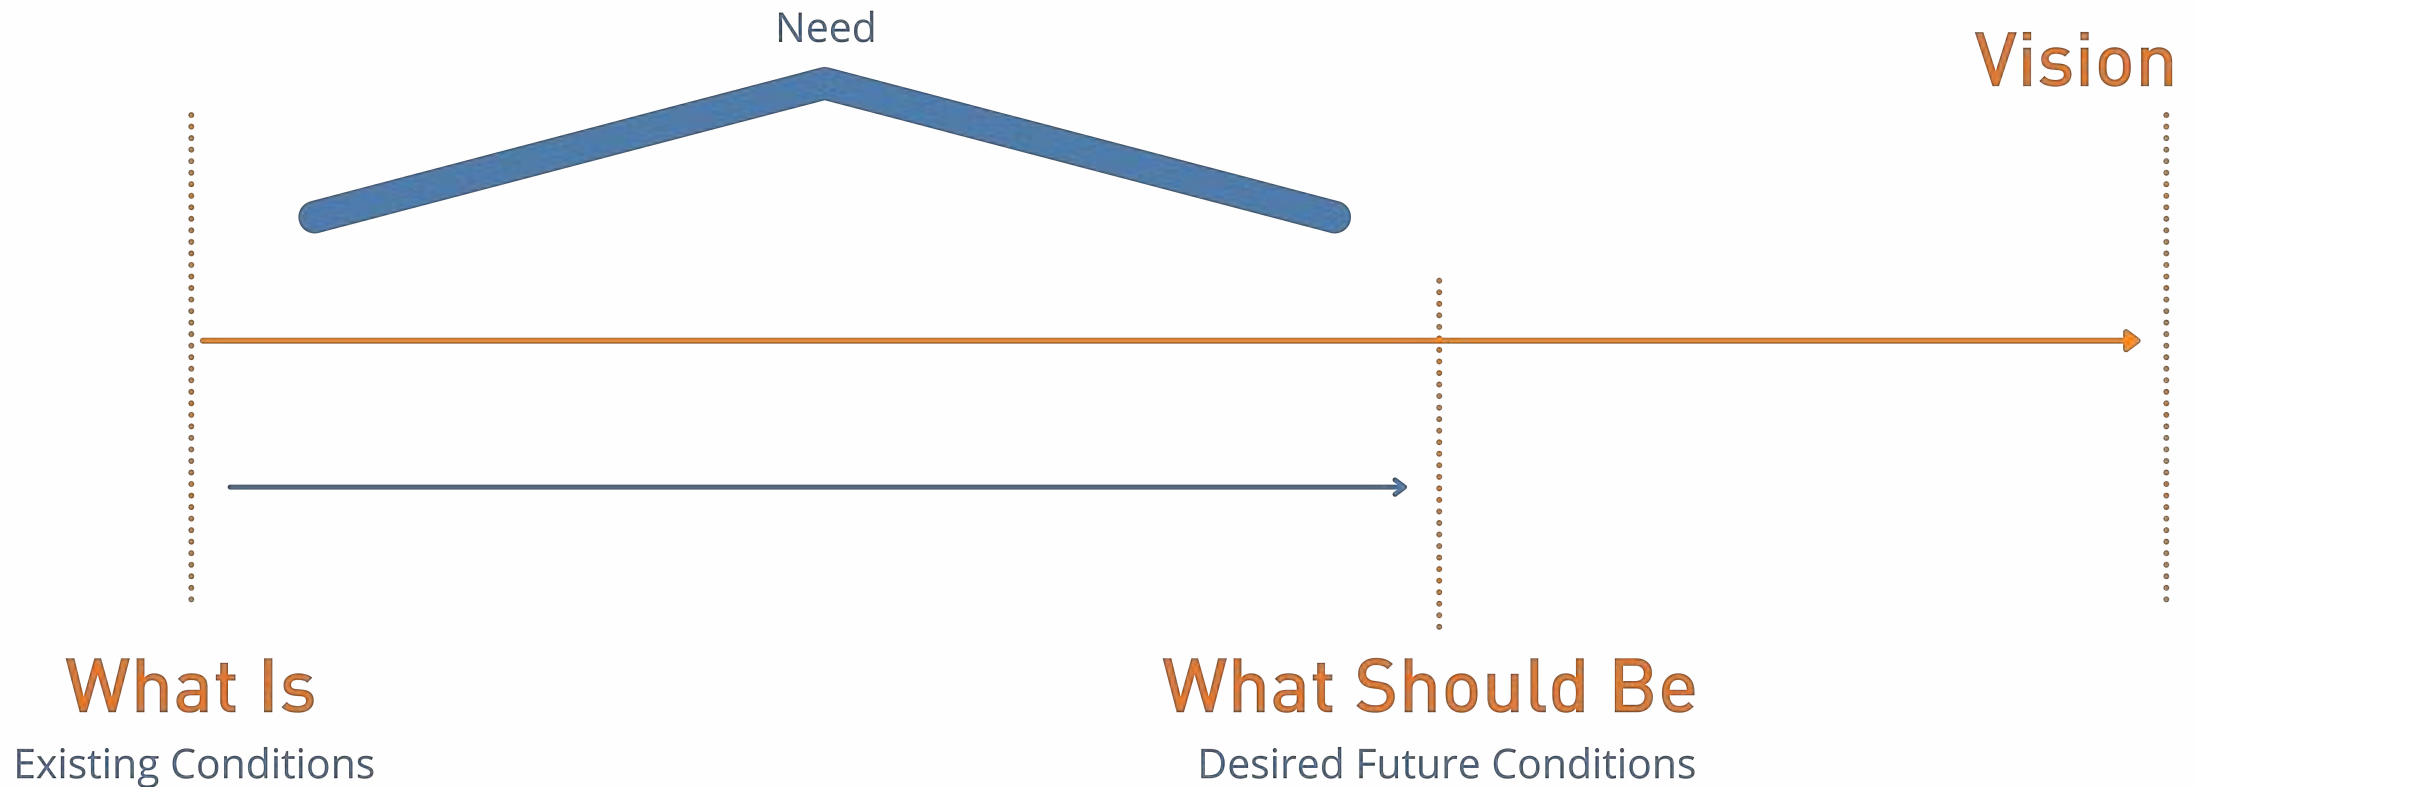 Need
Vision
What Is
What Should Be
Existing Conditions
Desired Future Conditions